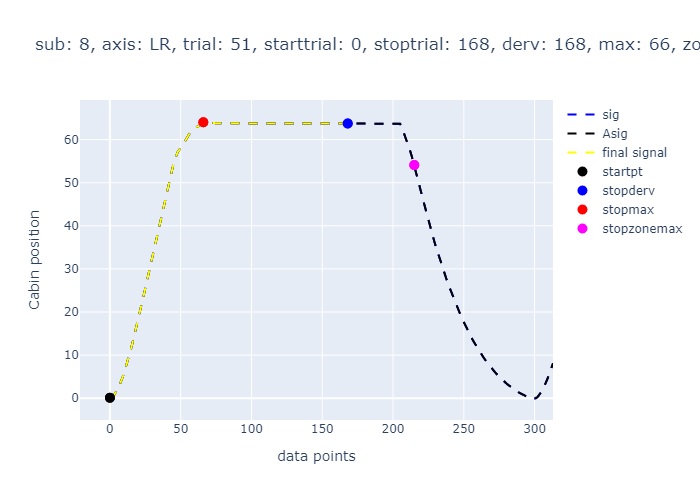 sub: 8, axis: LR, trial: 51, starttrial: 0, stoptrial: 168, derv: 168, max: 66, zo
sig
Asig
final signal
startpt
stopderv
stopmax
stopzonemax
Cabin position
60
50
40
30
20
10
0
0 50 100 150 200 250 300
data points